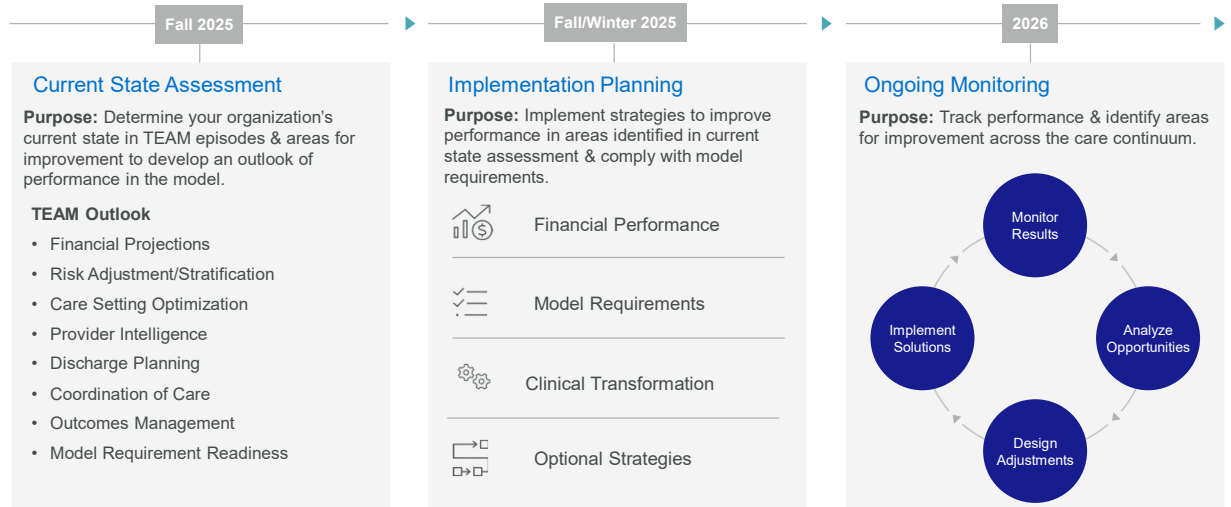 Fall 2025
Fall/Winter 2025
2026
Current State Assessment
Purpose: Determine your organization's
current state in TEAM episodes & areas for
improvement to develop an outlook of
performance in the model.
TEAM Outlook
• Financial Projections
• Risk Adjustment/Stratification
• Care Setting Optimization
• Provider Intelligence
• Discharge Planning
• Coordination of Care
• Outcomes Management
• Model Requirement Readiness
Implementation Planning
Purpose: Implement strategies to improve
performance in areas identified in current
state assessment & comply with model
requirements.
$
Financial Performance
Model Requirements
Clinical Transformation
Optional Strategies
Ongoing Monitoring
Purpose: Track performance & identify areas
for improvement across the care continuum.
Monitor
Results
Analyze
Opportunities
Design
Adjustments
Implement
Solutions